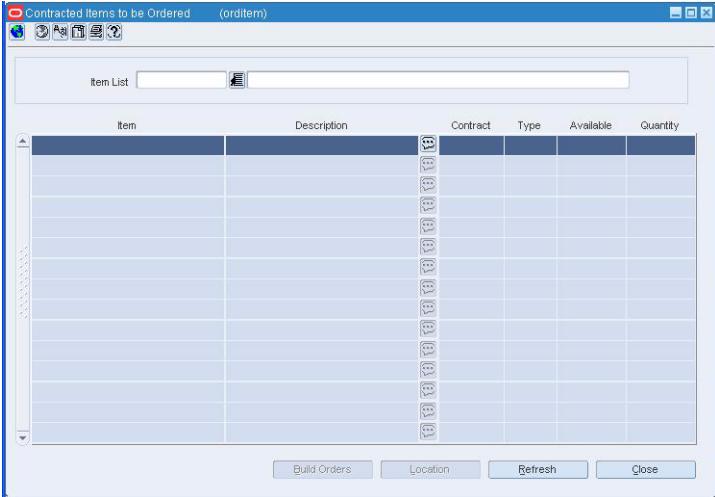 Contracted Items to be Ordered (orditem)
Item List
Item Description Contract Type Available Quantity
Build Orders Location Refresh Close